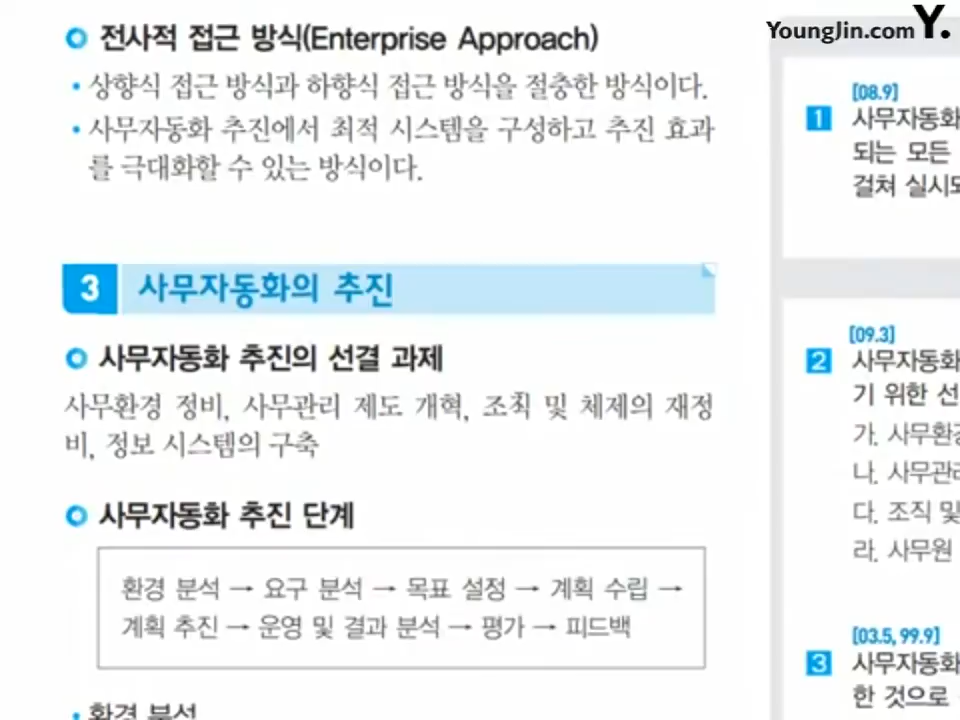 전사적 접근 방식(Enterprise Approach)
• 상향식 접근 방식과 하향식 접근 방식을 절충한 방식이다.
• 사무자동화 추진에서 최적 시스템을 구성하고 추진 효과
를 극대화할 수 있는 방식이다.
3 사무자동화의 추진
사무자동화 추진의 선결 과제
사무환경 정비, 사무관리 제도 개혁, 조직 및 체제의 재정
비, 정보 시스템의 구축
사무자동화 추진 단계
환경 분석 → 요구 분석 → 목표 설정 → 계획 수립 →
계획 추진 → 운영 및 결과 분석 → 평가 → 피드백
• 환경 분석
YoungJin.com Y.
[08.9]
1 사무자동화
되는 모든
걸쳐 실시되
[09.3]
2 사무자동화
기 위한 선
가. 사무환경
나. 사무관리
다. 조직 및
라. 사무원
[03.5, 99.9]
3 사무자동화
한 것으로